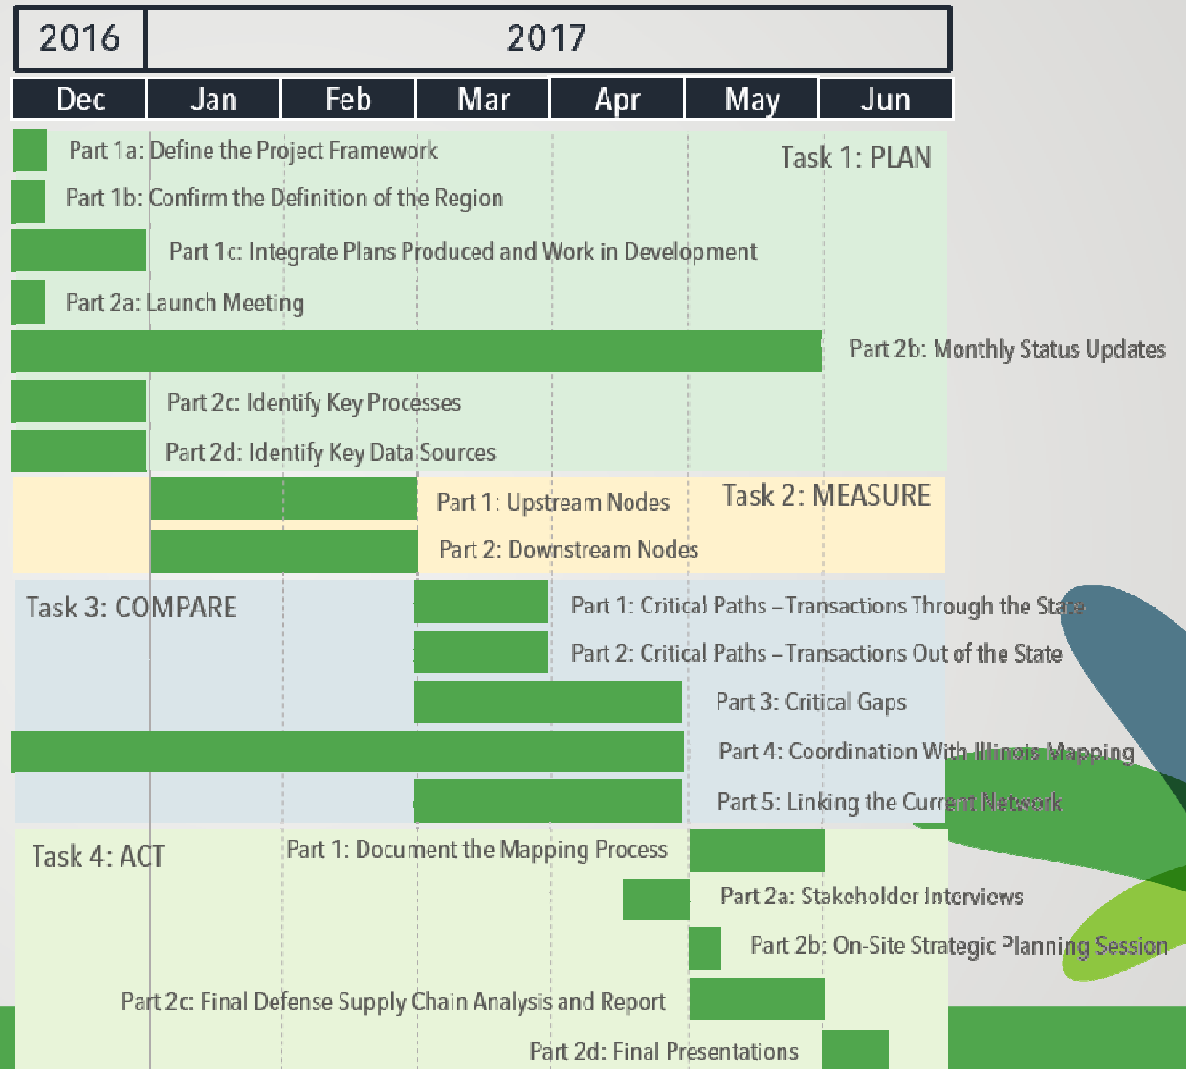 2016 2017
Dec Jan Feb Mar Apr May Jun
Part 1a: Define the Project Framework
Task 1: PLAN
Part 1b: Confirm the Definition of the Region
Part 1c: Integrate Plans Produced and Work in Development
Part 2a: Launch Meeting
Part 2b: Monthly Status Updates
Part 2c: Identify Key Processes
Part 2d: Identify Key Data Sources
Task 2: MEASURE
Part 1: Upstream Nodes
Part 2: Downstream Nodes
Task 3: COMPARE
Part 1: Critical Paths – Transactions Through the State
Part 2: Critical Paths – Transactions Out of the State
Part 3: Critical Gaps
Part 4: Coordination With Illinois Mapping
Part 5: Linking the Current Network
Task 4: ACT
Part 1: Document the Mapping Process
Part 2a: Stakeholder Interviews
Part 2b: On-Site Strategic Planning Session
Part 2c: Final Defense Supply Chain Analysis and Report
Part 2d: Final Presentations